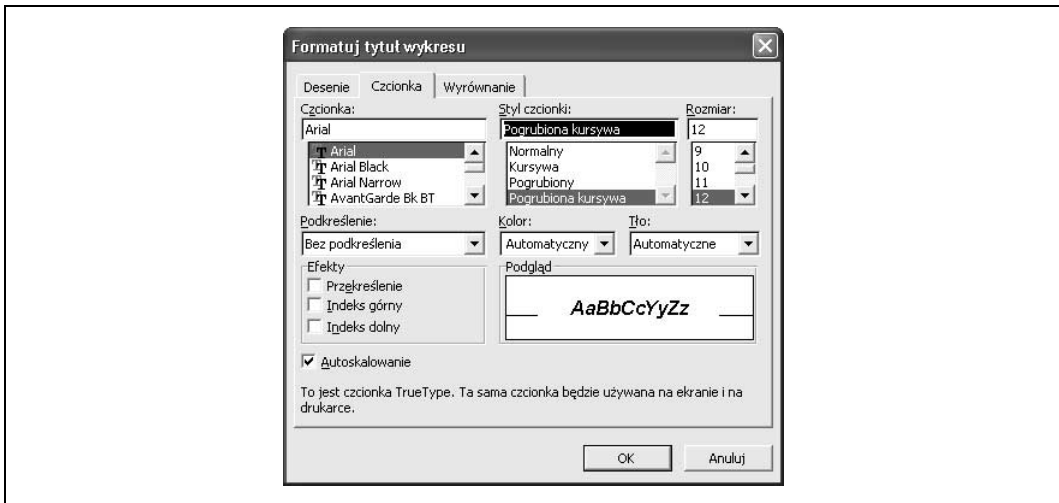 Formatuj tytuł wykresu
Desenie Czcionka Wyrównanie
Czcionka: Styl czcionki: Rozmiar:
Arial Pogrubiona kursywa 12
Arial Normalny 9
Arial Black Kursywa 10
Arial Narrow Pogrubiony 11
AvantGarde Bk BT Pogrubiona kursywa 12
Podkreślenie: Kolor: Tło:
Bez podkreślenia Automatyczny Automatyczne
Efekty Podgląd
Przekreślenie
Indeks górny AaBbCcYyZz
Indeks dolny
Autoskalowanie
To jest czcionka TrueType. Ta sama czcionka będzie używana na ekranie i na
drukarce.
OK Anuluj